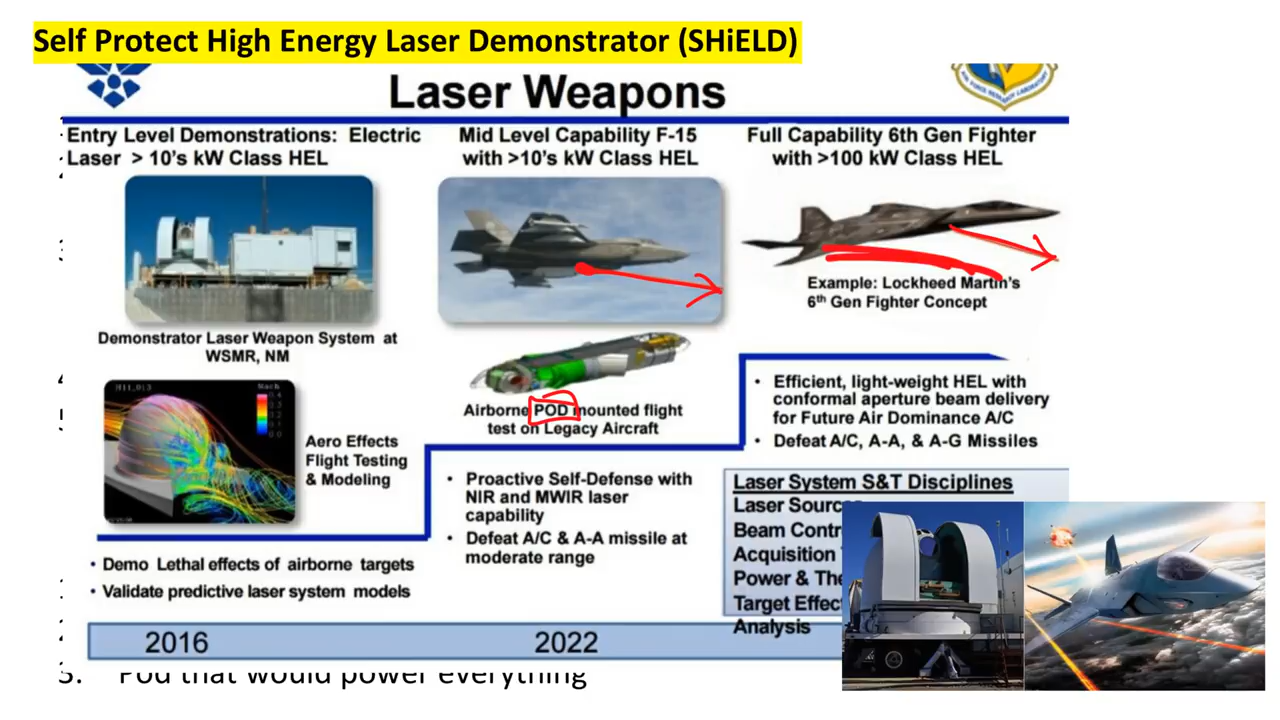 Self Protect High Energy Laser Demonstrator (SHiELD)
Laser Weapons
Entry Level Demonstrations: Electric
Laser > 10's kW Class HEL
Demonstrator Laser Weapon System at
WSMR, NM
Aero Effects
Flight Testing
& Modeling
• Demo Lethal effects of airborne targets
• Validate predictive laser system models
Mid Level Capability F-15
with >10's kW Class HEL
Airborne POD mounted flight
test on Legacy Aircraft
• Proactive Self-Defense with
NIR and MWIR laser
capability
• Defeat A/C & A-A missile at
moderate range
Full Capability 6th Gen Fighter
with >100 kW Class HEL
Example: Lockheed Martin's
6th Gen Fighter Concept
• Efficient, light-weight HEL with
conformal aperture beam delivery
for Future Air Dominance A/C
• Defeat A/C, A-A, & A-G Missiles
Laser System S&T Disciplines
Laser Sourc
Beam Contr
Acquisition
Power & The
Target Effec
Analysis
2016
2022
3. Pod that would power everything